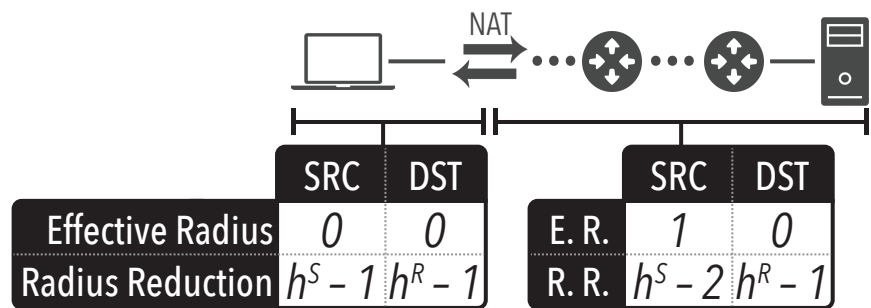 NAT
SRC DST SRC DST
Effective Radius 0 0 E. R. 1 0
Radius Reduction hˢ – 1 hᴿ – 1 R. R. hˢ – 2 hᴿ – 1